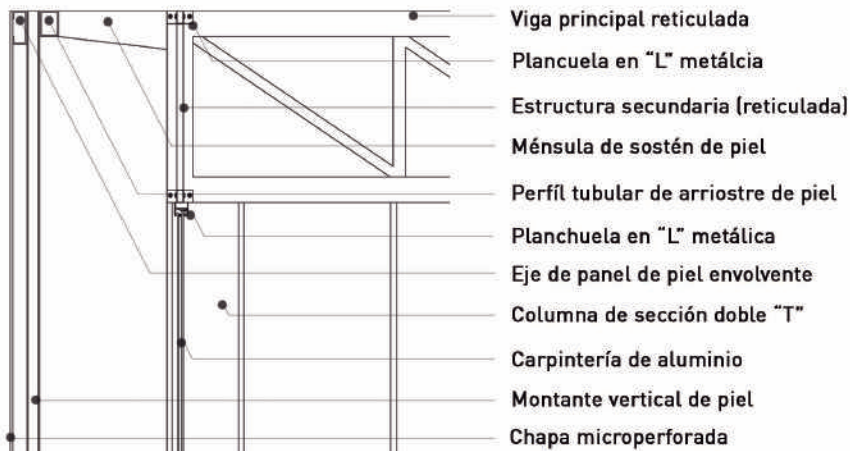 Viga principal reticulada
Plancuela en “L” metálcia
Estructura secundaria (reticulada)
Ménsula de sostén de piel
Perfíl tubular de arriostre de piel
Planchuela en “L” metálica
Eje de panel de piel envolvente
Columna de sección doble “T”
Carpintería de aluminio
Montante vertical de piel
Chapa microperforada